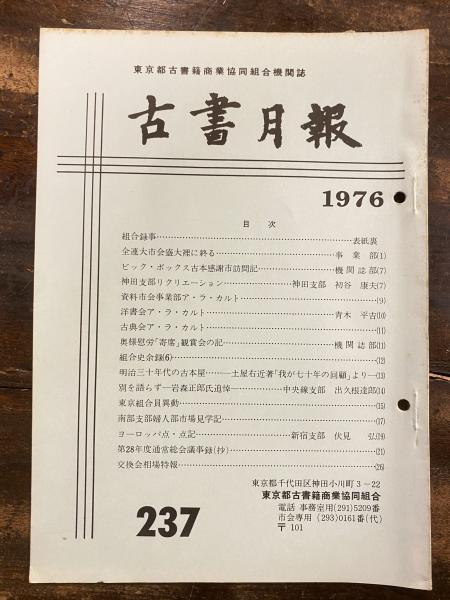 東京都古書籍商業協同組合機関誌
古書月報
1976
目次
組合録事……表紙裏
全連大市会盛大裡に終る……事業部(1)
ビック・ボックス古本感謝市訪聞記……機関誌部(7)
神田支部リクリエーション……神田支部 初谷 康夫(7)
資料市会事業部ア・ラ・カルト……(9)
洋書会ア・ラ・カルト……青木 平吉(10)
古典会ア・ラ・カルト……(11)
奥様慰労「寄席」観賞会の記……機関誌部(11)
組合史余録(6)……(12)
明治三十年代の古本屋……―土屋右近著「我が七十年の回顧」より―(13)
別を語らず―岩森正郎氏追悼……中央線支部 出久根達郎(14)
東京組合員異動……(15)
南部支部婦人部市場見学記……(17)
ヨーロッパ点・点記……新宿支部 伏見 弘(19)
第28年度通常総会議事録(抄)……(21)
交換会相場特報……(26)
東京都千代田区神田小川町3-22
東京都古書籍商業協同組合
電話 事務室用(291)5209番
市会専用(293)0161番(代)
〒101
237